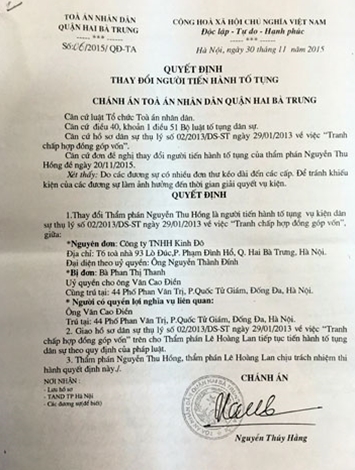 TOÀ ÁN NHÂN DÂN
QUẬN HAI BÀ TRƯNG
----- *** -----
Số:06/2015/ QĐ-TA
CỘNG HOÀ XÃ HỘI CHỦ NGHĨA VIỆT NAM
Độc lập - Tự do - Hạnh phúc
----- *** -----
Hà Nội, ngày 30 tháng 11 năm 2015
QUYẾT ĐỊNH
THAY ĐỔI NGƯỜI TIẾN HÀNH TỐ TỤNG
CHÁNH ÁN TOÀ ÁN NHÂN DÂN QUẬN HAI BÀ TRƯNG
Căn cứ luật Tổ chức Toà án nhân dân.
Căn cứ điều 40, khoản 1 điều 51 Bộ luật tố tụng dân sự.
Căn cứ hồ sơ dân sự thụ lý số 02/2013/DS-ST ngày 29/01/2013 về việc "Tranh
chấp hợp đồng góp vốn".
Căn cứ đơn đề nghị thay đổi người tiến hành tố tụng của thẩm phán Nguyễn Thu
Hồng đề ngày 20/11/2015.
Xét thấy: Do các đương sự có nhiều đơn thư kéo dài đến các cấp. Để tránh khiếu
kiện của các đương sự làm ảnh hưởng đến thời gian giải quyết vụ kiện.
QUYẾT ĐỊNH
1.Thay đổi Thẩm phán Nguyễn Thu Hồng là người tiến hành tố tụng vụ kiện dân
sự thụ lý số 02/2013/DS-ST ngày 29/01/2013 về việc "Tranh chấp hợp đồng góp vốn",
giữa:
*Nguyên đơn: Công ty TNHH Kinh Đô
Địa chỉ: Tổ toà nhà 93 Lò Đúc,P. Phạm Đình Hổ, Q. Hai Bà Trưng, Hà Nội.
Đại diện theo uỷ quyền: Ông Nguyễn Thành Đính
*Bị đơn: Bà Phan Thị Thanh
Uỷ quyền cho ông Văn Cao Điền
Cùng trú tại: 44 Phố Phan Văn Trị, P.Quốc Tử Giám, Đống Đa, Hà Nội.
* Người có quyền lợi nghĩa vụ liên quan:
Ông Văn Cao Điền
Trú tại: 44 Phố Phan Văn Trị, P.Quốc Tử Giám, Đống Đa, Hà Nội.
2. Giao hồ sơ dân sự thụ lý số 02/2013/DS-ST ngày 29/01/2013 về việc "Tranh
chấp hợp đồng góp vốn" trên cho Thẩm phán Lê Hoàng Lan tiếp tục tiến hành tố tụng
dân sự theo quy định của pháp luật.
3. Thẩm phán Nguyễn Thu Hồng, thẩm phán Lê Hoàng Lan chịu trách nhiệm thi
hành quyết định này./.
NƠI NHẬN :
- Lưu hồ sơ
- TAND TP Hà Nội
- Các đương sự(để biết)
CHÁNH ÁN
Nguyễn Thúy Hằng